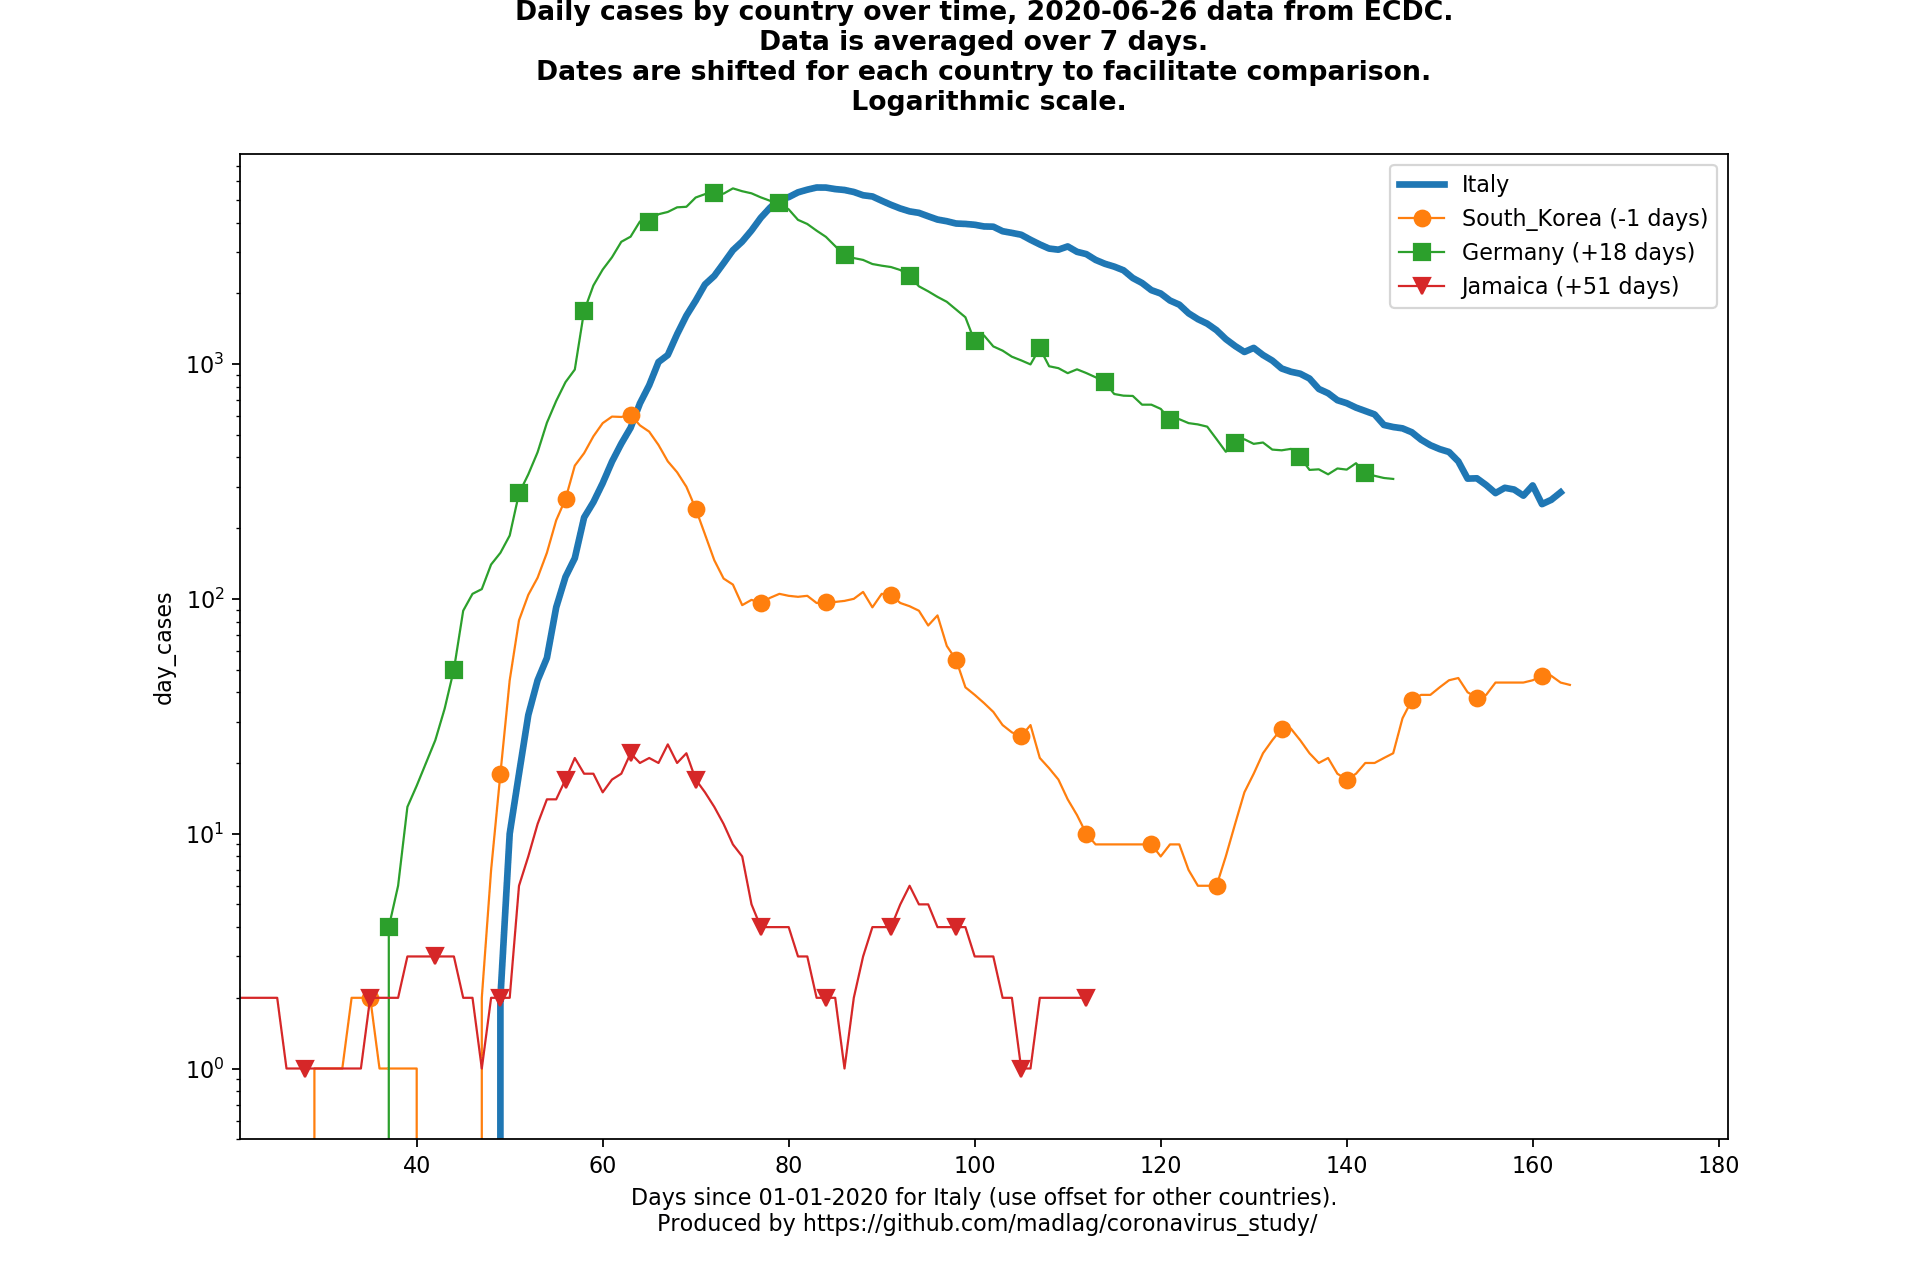 Daily cases by country over time, 2020-06-26 data from ECDC.
Data is averaged over 7 days.
Dates are shifted for each country to facilitate comparison.
Logarithmic scale.
Italy
South_Korea (-1 days)
Germany (+18 days)
Jamaica (+51 days)
day_cases
10³
10²
10¹
10⁰
40 60 80 100 120 140 160 180
Days since 01-01-2020 for Italy (use offset for other countries).
Produced by https://github.com/madlag/coronavirus_study/